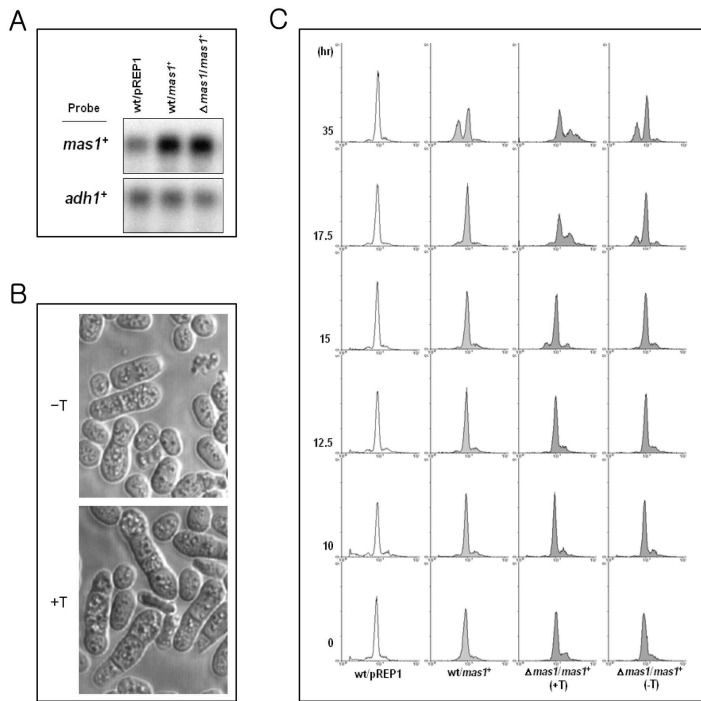 A
Probe
wt/pREP1
wt/mas1⁺
Δmas1/mas1⁺
mas1⁺
adh1⁺
B
−T
+T
C
(hr)
35
17.5
15
12.5
10
0
wt/pREP1
wt/mas1⁺
Δmas1/mas1⁺
(+T)
Δmas1/mas1⁺
(-T)